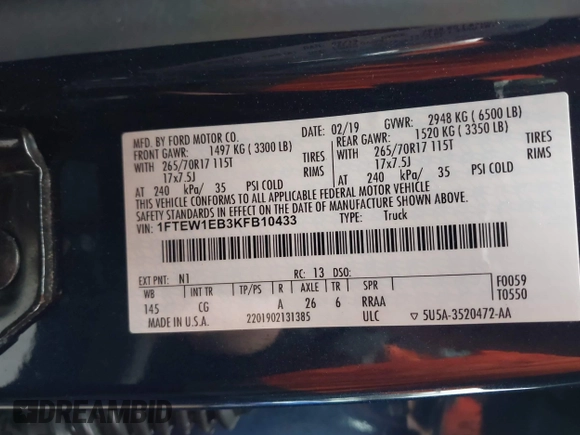 MFD. BY FORD MOTOR CO.
DATE: 02/19 GVWR: 2948 KG ( 6500 LB)
FRONT GAWR: 1497 KG ( 3300 LB) REAR GAWR: 1520 KG ( 3350 LB)
WITH 265/70R17 115T TIRES WITH 265/70R17 115T TIRES
17x7.5J RIMS 17x7.5J RIMS
AT 240 kPa/ 35 PSI COLD AT 240 kPa/ 35 PSI COLD
THIS VEHICLE CONFORMS TO ALL APPLICABLE FEDERAL MOTOR VEHICLE
SAFETY STANDARDS IN EFFECT ON THE DATE OF MANUFACTURE SHOWN ABOVE.
VIN: 1FTEW1EB3KFB10433 TYPE: Truck
EXT PNT: N1 RC: 13 DSO: F0059
WB INT TR TP/PS R AXLE TR SPR T0550
145 CG A 26 6 RRAA
MADE IN U.S.A. 2201902131385 ULC ▽ 5U5A-3520472-AA
DREAMBID